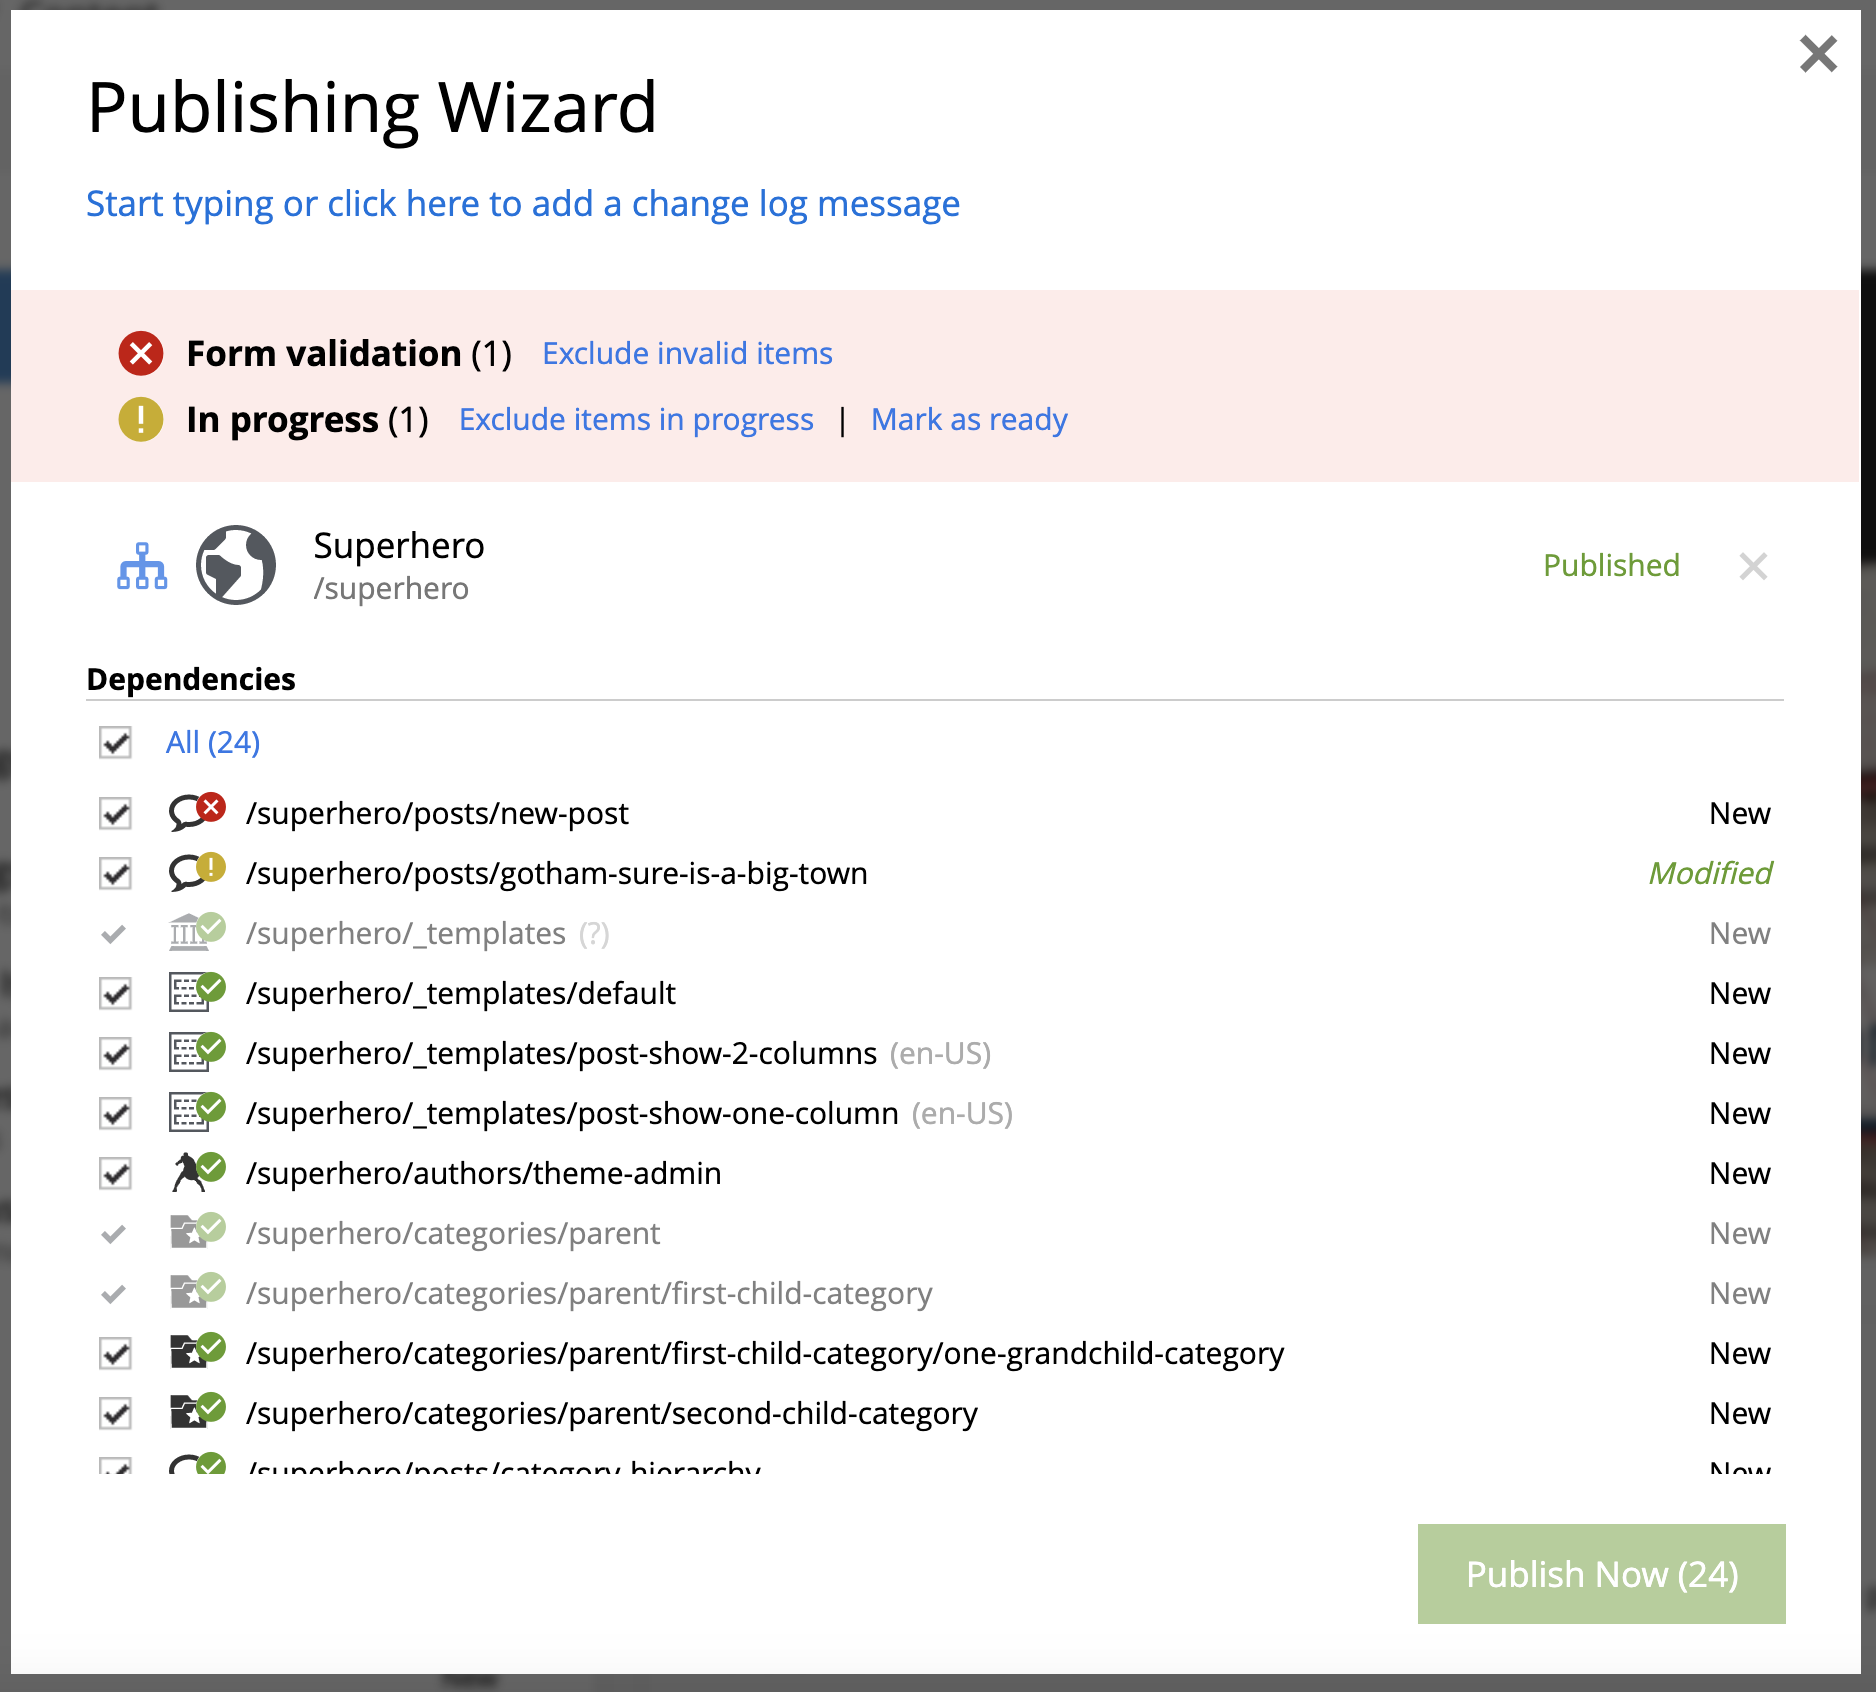 Publishing Wizard
Start typing or click here to add a change log message
Form validation (1) Exclude invalid items
In progress (1) Exclude items in progress | Mark as ready
Superhero
/superhero
Published
Dependencies
All (24)
/superhero/posts/new-post New
/superhero/posts/gotham-sure-is-a-big-town Modified
/superhero/_templates (?) New
/superhero/_templates/default New
/superhero/_templates/post-show-2-columns (en-US) New
/superhero/_templates/post-show-one-column (en-US) New
/superhero/authors/theme-admin New
/superhero/categories/parent New
/superhero/categories/parent/first-child-category New
/superhero/categories/parent/first-child-category/one-grandchild-category New
/superhero/categories/parent/second-child-category New
/superhero/posts/category-hierarchy New
Publish Now (24)